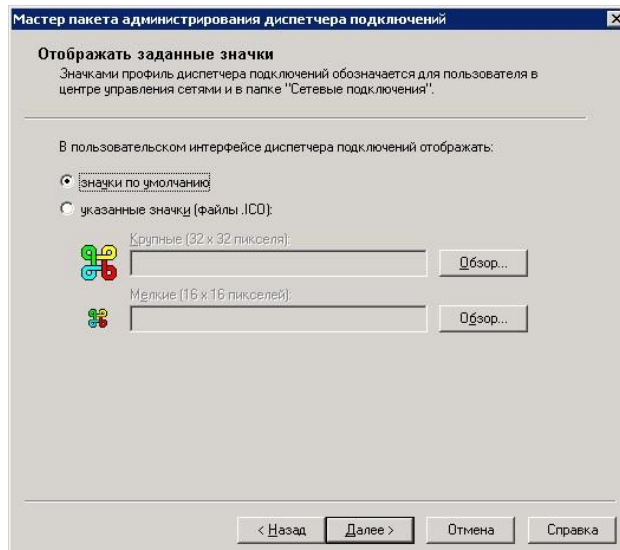 Мастер пакета администрирования диспетчера подключений
Отображать заданные значки
Значками профиль диспетчера подключений обозначается для пользователя в
центре управления сетями и в папке "Сетевые подключения".
В пользовательском интерфейсе диспетчера подключений отображать:
значки по умолчанию
указанные значки (файлы .ICO):
Крупные (32 x 32 пикселя):
Обзор...
Мелкие (16 x 16 пикселей):
Обзор...
< Назад
Далее >
Отмена
Справка